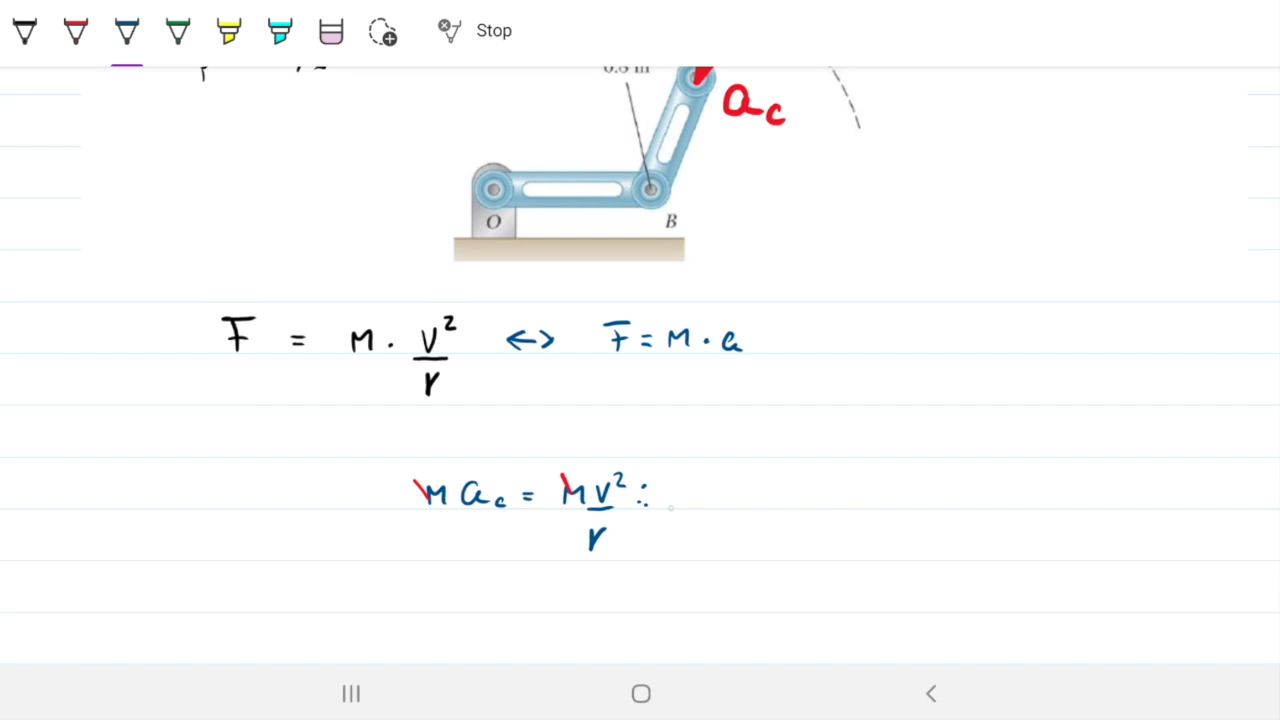 Stop
a_c
O
B
F = M · v²/r <-> F = M · a
M a_c = M v²/r :